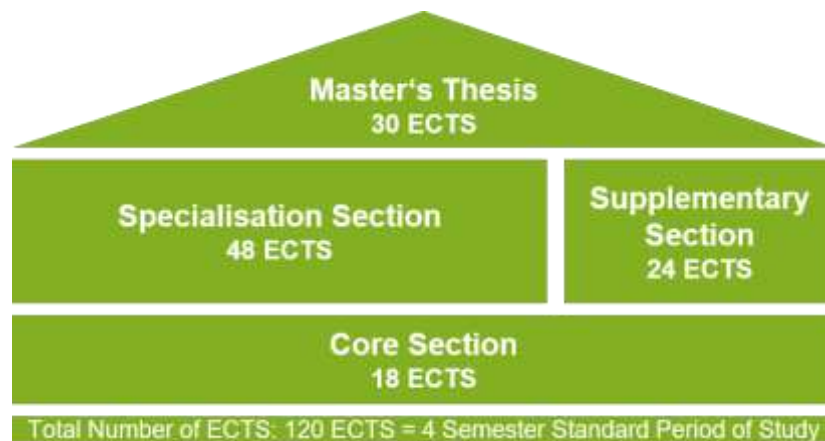 Master‘s Thesis
30 ECTS
Specialisation Section
48 ECTS
Supplementary
Section
24 ECTS
Core Section
18 ECTS
Total Number of ECTS: 120 ECTS = 4 Semester Standard Period of Study